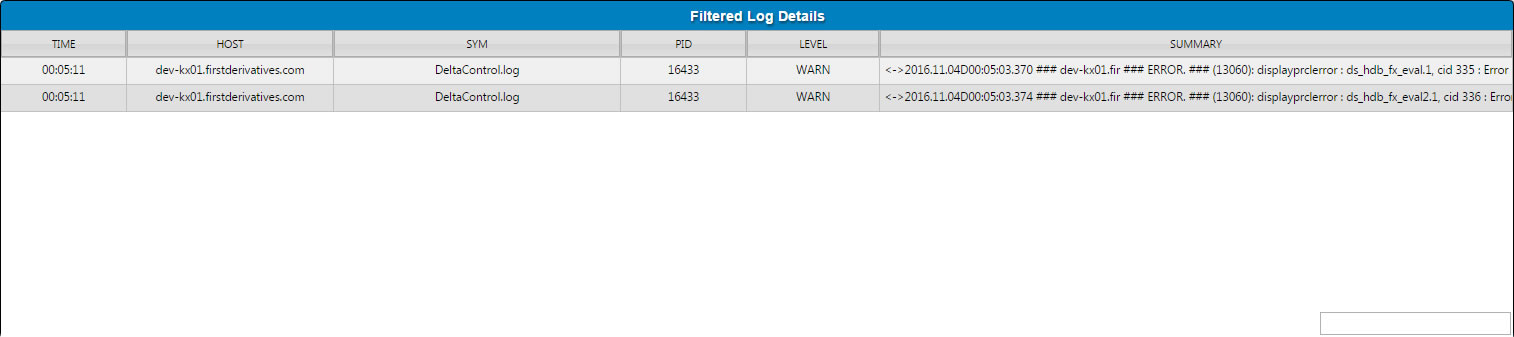 Filtered Log Details
TIME HOST SYM PID LEVEL SUMMARY
00:05:11 dev-kx01.firstderivatives.com DeltaControl.log 16433 WARN <->2016.11.04D00:05:03.370 ### dev-kx01.fir ### ERROR. ### (13060): displayprclerror : ds_hdb_fx_eval.1, cid 335 : Error
00:05:11 dev-kx01.firstderivatives.com DeltaControl.log 16433 WARN <->2016.11.04D00:05:03.374 ### dev-kx01.fir ### ERROR. ### (13060): displayprclerror : ds_hdb_fx_eval2.1, cid 336 : Erro